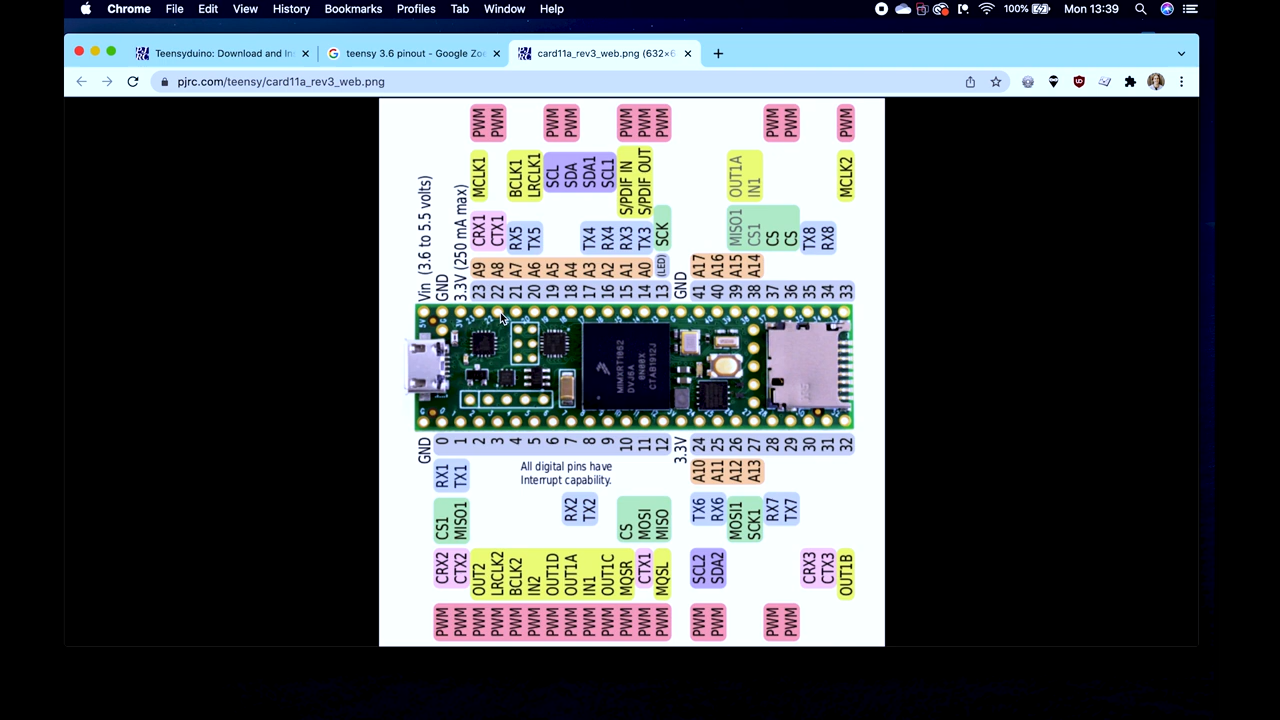 Chrome File Edit View History Bookmarks Profiles Tab Window Help 100% Mon 13:39
Teensyduino: Download and In
teensy 3.6 pinout - Google Zoe
card11a_rev3_web.png (632×6
pjrc.com/teensy/card11a_rev3_web.png
PWM PWM PWM PWM PWM PWM PWM PWM PWM PWM
MCLK1 BCLK1 LRCLK1 SCL SDA SDA1 SCL1 S/PDIF IN S/PDIF OUT OUT1A IN1 MCLK2
CRX1 CTX1 RX5 TX5 TX4 RX4 RX3 TX3 SCK MISO1 CS1 CS CS TX8 RX8
A9 A8 A7 A6 A5 A4 A3 A2 A1 A0 (LED) A17 A16 A15 A14
Vin (3.6 to 5.5 volts)
GND
3.3V (250 mA max)
23 22 21 20 19 18 17 16 15 14 13 GND 41 40 39 38 37 36 35 34 33
MIMXRT1062
DVJ6A
0N00X
CTAB1912J
GND 0 1 2 3 4 5 6 7 8 9 10 11 12 3.3V 24 25 26 27 28 29 30 31 32
RX1 TX1 A10 A11 A12 A13
All digital pins have
Interrupt capability.
CS1 MISO1 RX2 TX2 CS MOSI MISO TX6 RX6 MOSI1 SCK1 RX7 TX7
CRX2 CTX2 OUT2 LRCLK2 BCLK2 IN2 OUT1D OUT1A IN1 OUT1C MQSR CTX1 MQSL SCL2 SDA2 CRX3 CTX3 OUT1B
PWM PWM PWM PWM PWM PWM PWM PWM PWM PWM PWM PWM PWM PWM PWM PWM PWM